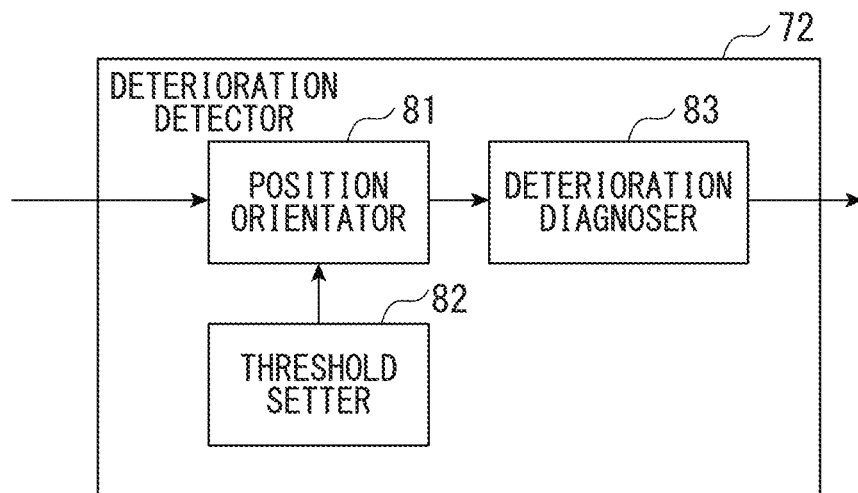 72
DETERIORATION
DETECTOR
81
83
POSITION
ORIENTATOR
DETERIORATION
DIAGNOSER
82
THRESHOLD
SETTER